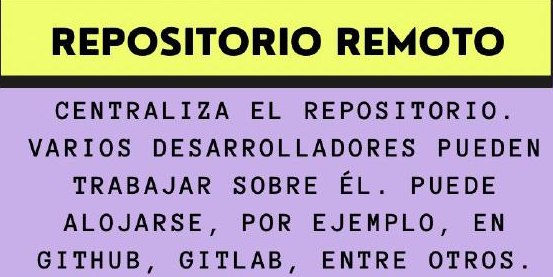 REPOSITORIO REMOTO
CENTRALIZA EL REPOSITORIO.
VARIOS DESARROLLADORES PUEDEN
TRABAJAR SOBRE ÉL. PUEDE
ALOJARSE, POR EJEMPLO, EN
GITHUB, GITLAB, ENTRE OTROS.